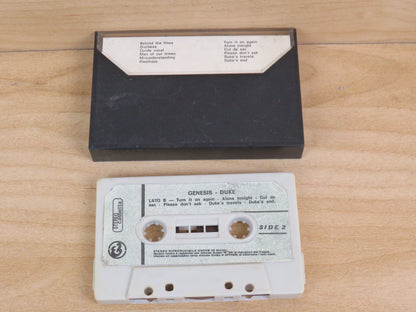 Behind the lines
Duchess
Guide vocal
Man of our times
Misunderstanding
Heathaze
Turn it on again
Alone tonight
Cul de sac
Please don't ask
Duke's travels
Duke's end.
GENESIS - DUKE
LATO B — Turn it on again - Alone tonight - Cul de
sac - Please don't ask - Duke's travels - Duke's end.
STEREO
SIDE 2